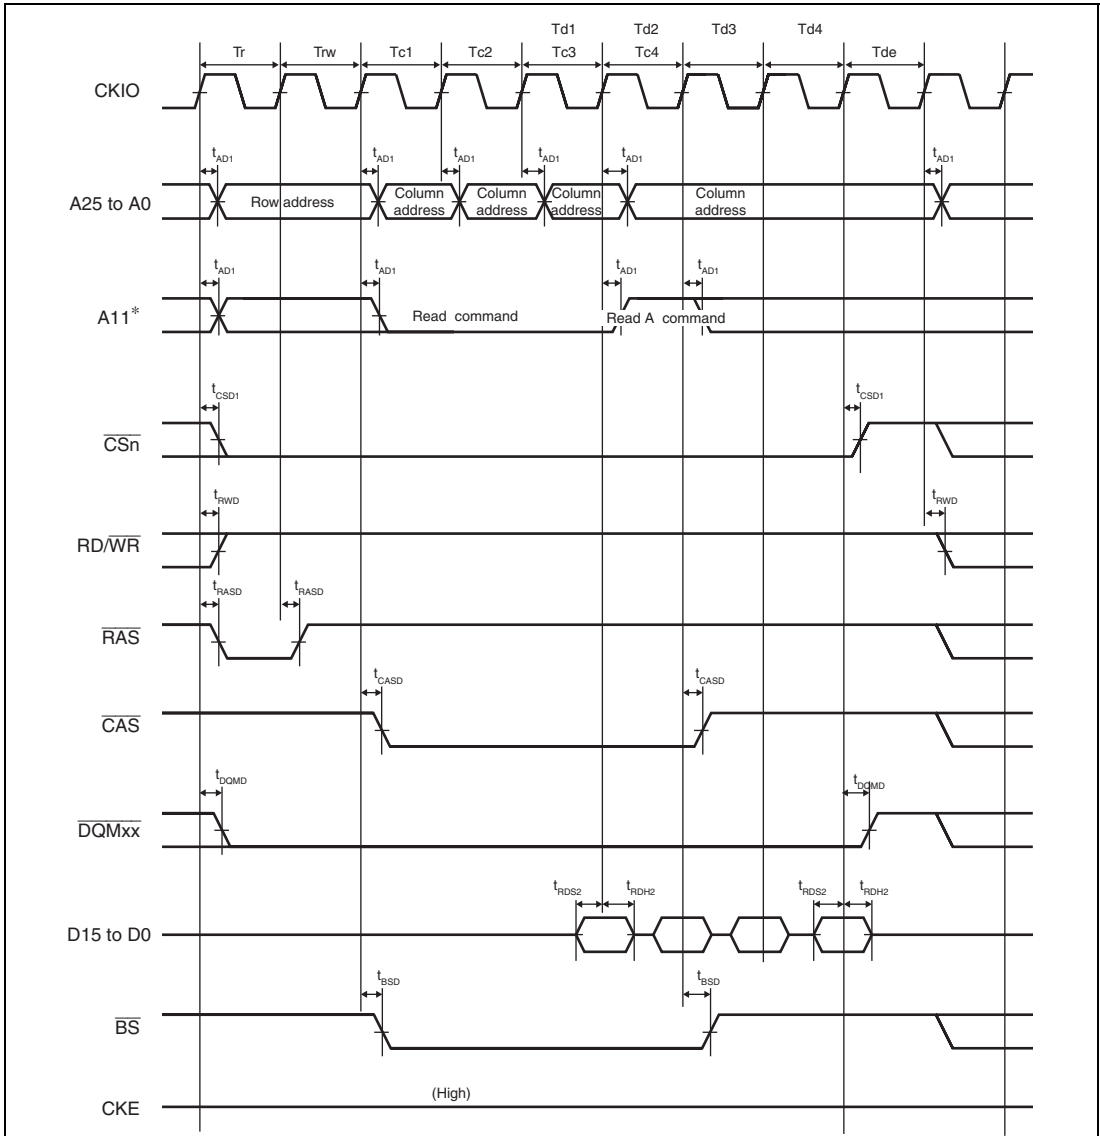 Td1 Td2 Td3 Td4
Tr Trw Tc1 Tc2 Tc3 Tc4 Tde
CKIO
tAD1 tAD1 tAD1 tAD1 tAD1 tAD1
A25 to A0 Row address Column address Column address Column address Column address
tAD1 tAD1 tAD1 tAD1
A11* Read command Read A command
tCSD1 tCSD1
CSn
tRWD tRWD
RD/WR
tRASD tRASD
RAS
tCASD tCASD
CAS
tDQMD tDQMD
DQMxx
tRDS2 tRDH2 tRDS2 tRDH2
D15 to D0
tBSD tBSD
BS
(High)
CKE